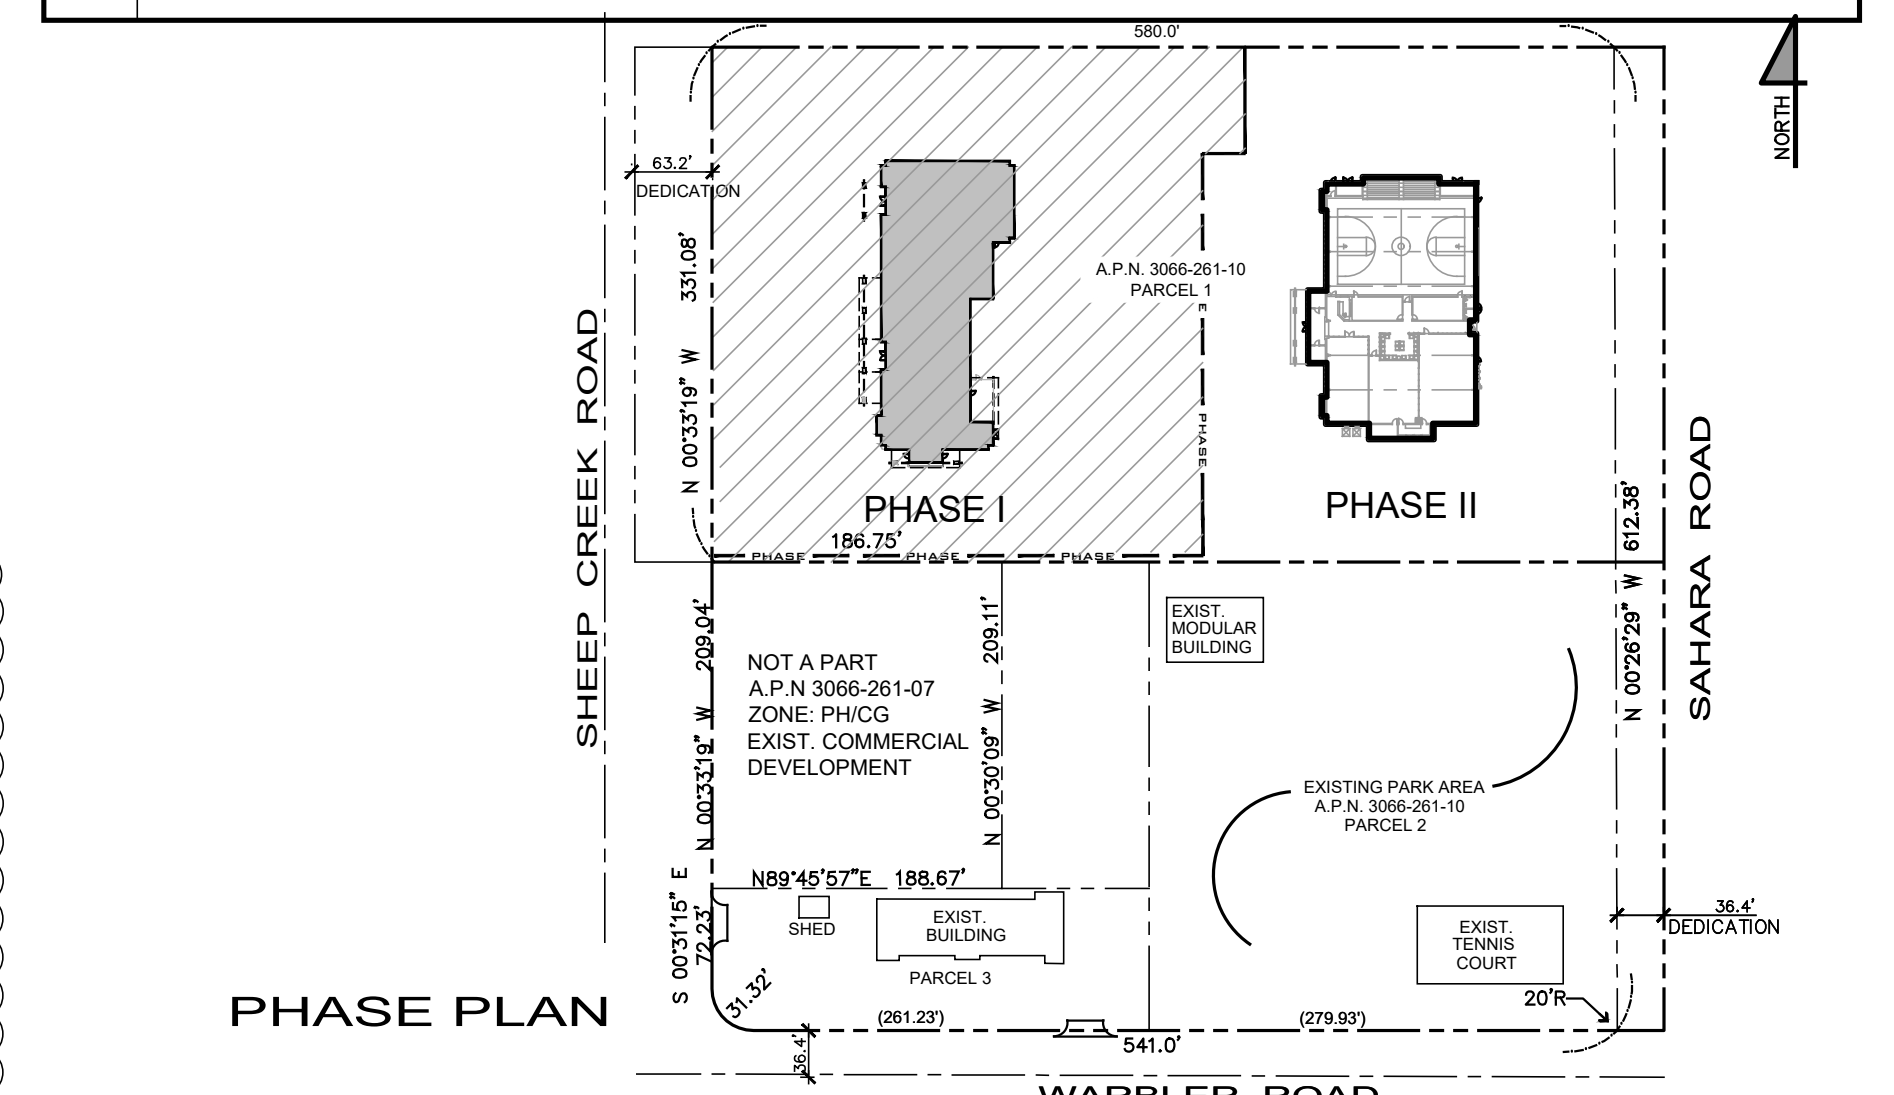 580.0'
NORTH
63.2'
DEDICATION
N 00°33'19" W 331.08'
SHEEP CREEK ROAD
A.P.N. 3066-261-10
PARCEL 1
E
PHASE
PHASE I
PHASE II
186.75'
PHASE PHASE PHASE
N 00°26'29" W 612.38'
SAHARA ROAD
N 00°33'19" W 209.04'
N 00°30'09" W 209.11'
EXIST.
MODULAR
BUILDING
NOT A PART
A.P.N 3066-261-07
ZONE: PH/CG
EXIST. COMMERCIAL
DEVELOPMENT
EXISTING PARK AREA
A.P.N. 3066-261-10
PARCEL 2
N89°45'57"E 188.67'
S 00°31'15" E
72.23'
SHED
EXIST.
BUILDING
PARCEL 3
EXIST.
TENNIS
COURT
36.4'
DEDICATION
20'R
31.32'
PHASE PLAN
(261.23')
(279.93')
541.0'
36.4'
WARBLER ROAD